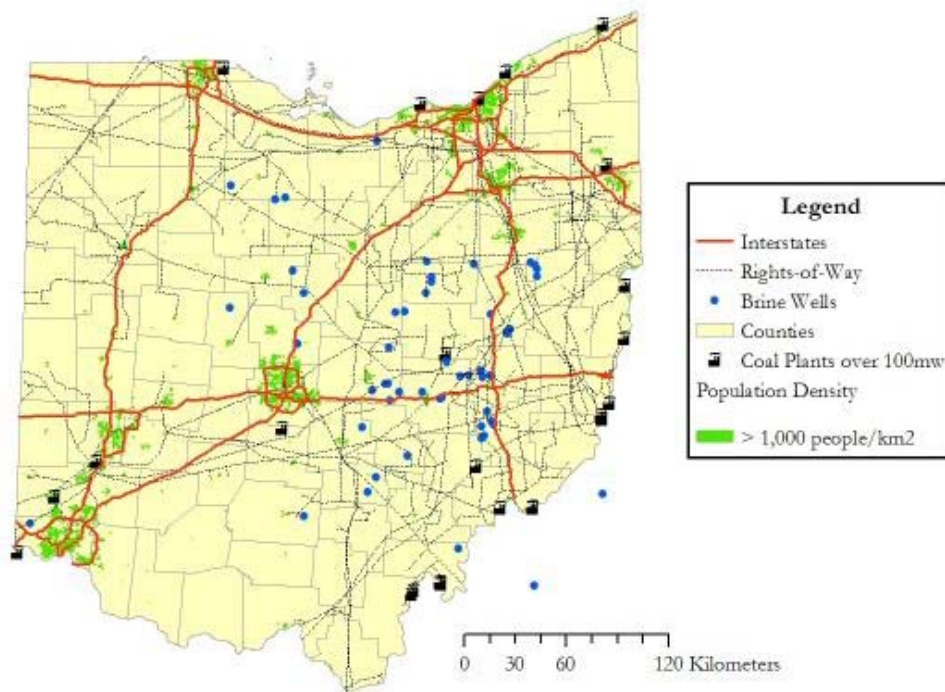 Legend
Interstates
Rights-of-Way
Brine Wells
Counties
Coal Plants over 100mw
Population Density
> 1,000 people/km2
0 30 60 120 Kilometers